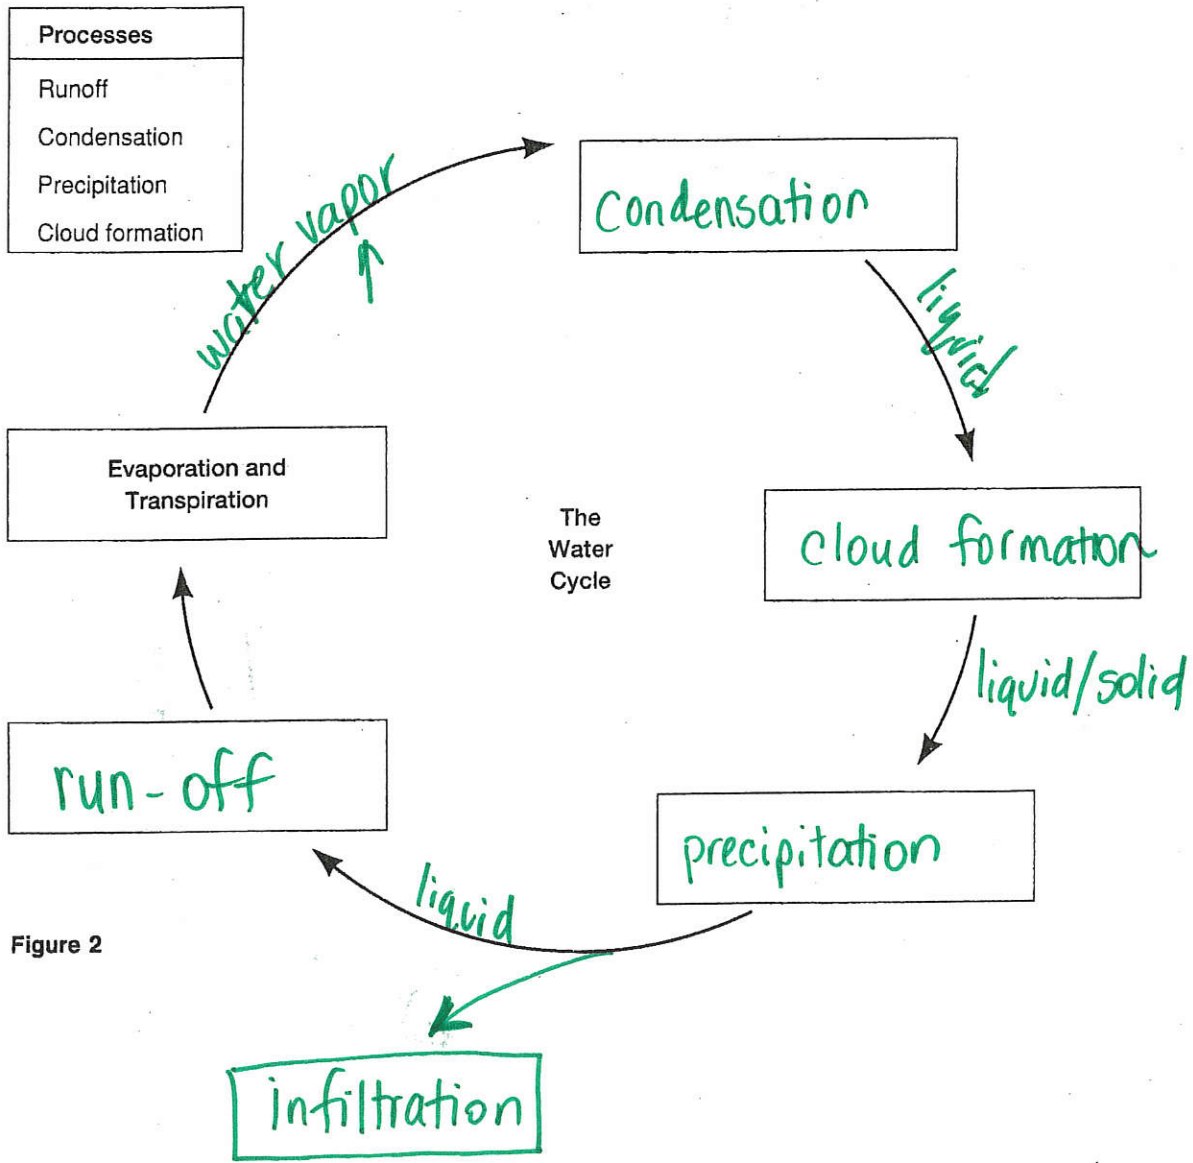 Processes
Runoff
Condensation
Precipitation
Cloud formation
condensation
water vapor
liquid
Evaporation and
Transpiration
The
Water
Cycle
cloud formation
liquid/solid
run-off
precipitation
liquid
Figure 2
infiltration